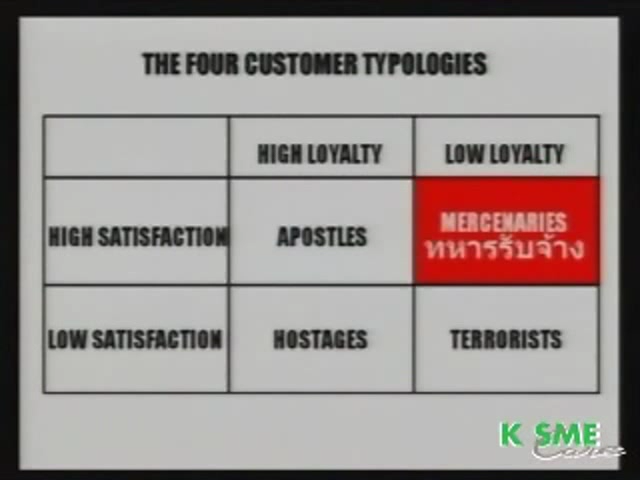 THE FOUR CUSTOMER TYPOLOGIES
HIGH LOYALTY LOW LOYALTY
HIGH SATISFACTION APOSTLES MERCENARIES
ทหารรับจ้าง
LOW SATISFACTION HOSTAGES TERRORISTS
K SME
Care